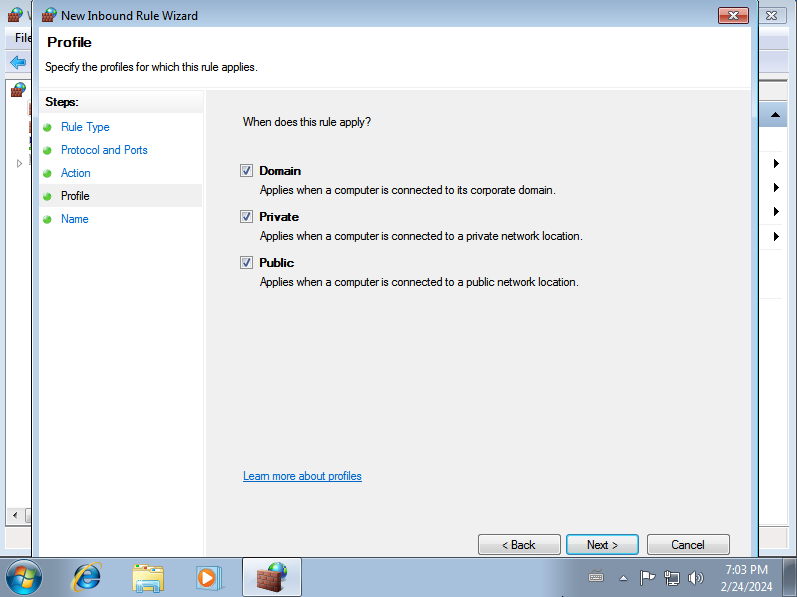 New Inbound Rule Wizard
File
Profile
Specify the profiles for which this rule applies.
Steps:
Rule Type
Protocol and Ports
Action
Profile
Name
When does this rule apply?
Domain
Applies when a computer is connected to its corporate domain.
Private
Applies when a computer is connected to a private network location.
Public
Applies when a computer is connected to a public network location.
Learn more about profiles
< Back
Next >
Cancel
7:03 PM
2/24/2024